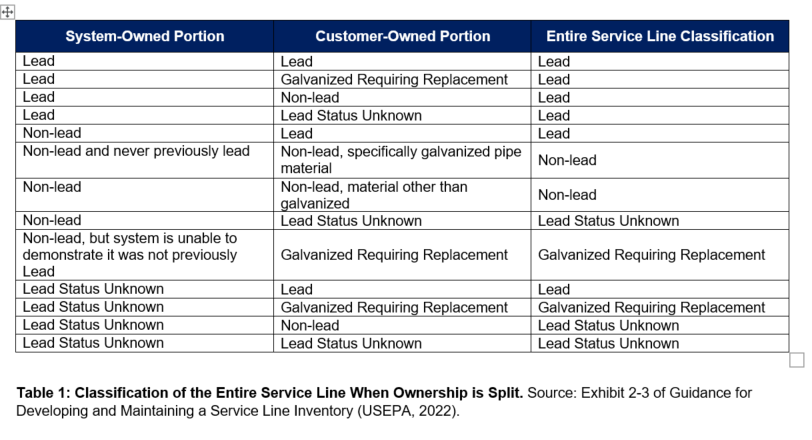 System-Owned Portion Customer-Owned Portion Entire Service Line Classification
Lead Lead Lead
Lead Galvanized Requiring Replacement Lead
Lead Non-lead Lead
Lead Lead Status Unknown Lead
Non-lead Lead Lead
Non-lead and never previously lead Non-lead, specifically galvanized pipe
material Non-lead
Non-lead Non-lead, material other than
galvanized Non-lead
Non-lead Lead Status Unknown Lead Status Unknown
Non-lead, but system is unable to
demonstrate it was not previously
Lead Galvanized Requiring Replacement Galvanized Requiring Replacement
Lead Status Unknown Lead Lead
Lead Status Unknown Galvanized Requiring Replacement Galvanized Requiring Replacement
Lead Status Unknown Non-lead Lead Status Unknown
Lead Status Unknown Lead Status Unknown Lead Status Unknown
Table 1: Classification of the Entire Service Line When Ownership is Split. Source: Exhibit 2-3 of Guidance for
Developing and Maintaining a Service Line Inventory (USEPA, 2022).